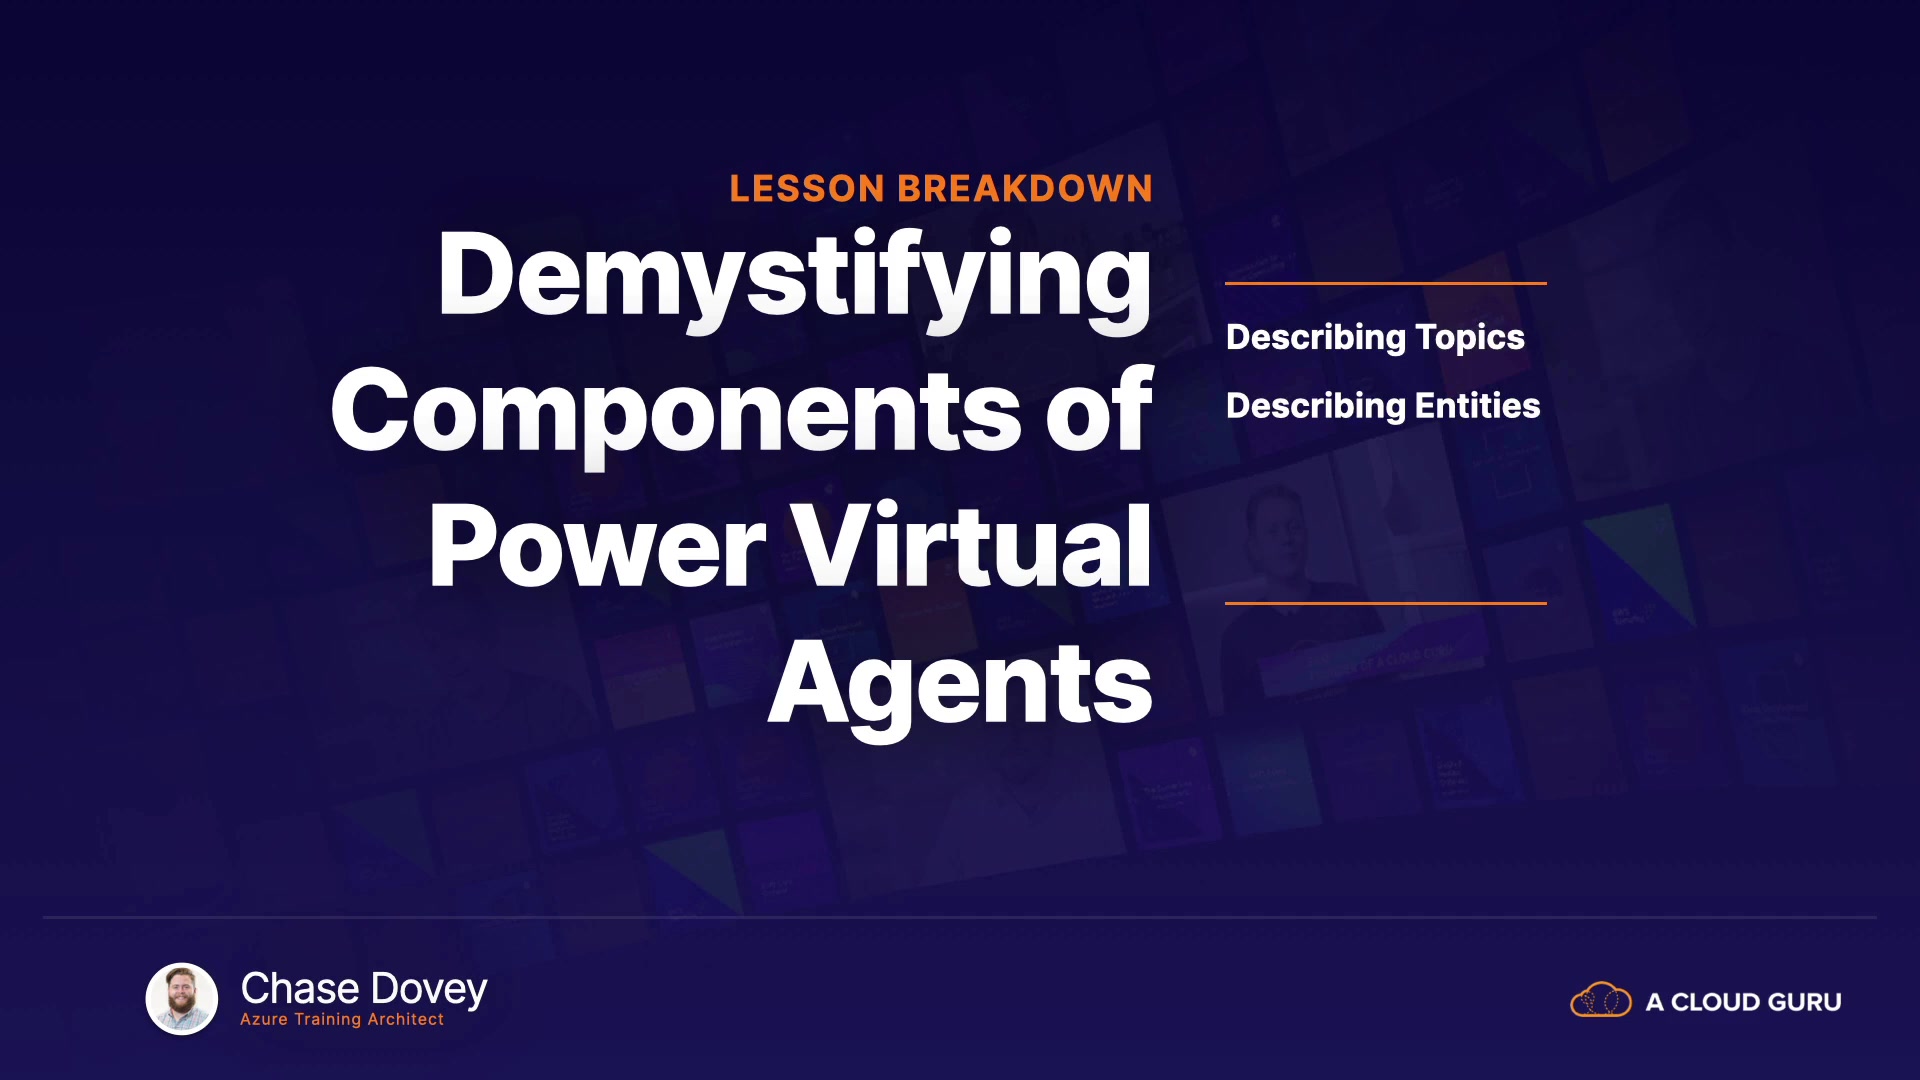 LESSON BREAKDOWN
Demystifying
Components of
Power Virtual
Agents
Describing Topics
Describing Entities
Chase Dovey
Azure Training Architect
A CLOUD GURU